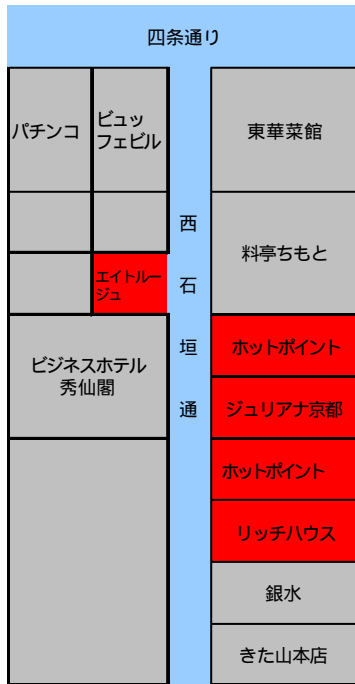 四条通り
パチンコ
ビュッ
フェビル
東華菜館
西
石
垣
通
料亭ちもと
エイトルー
ジュ
ホットポイント
ビジネスホテル
秀仙閣
ジュリアナ京都
ホットポイント
リッチハウス
銀水
きた山本店